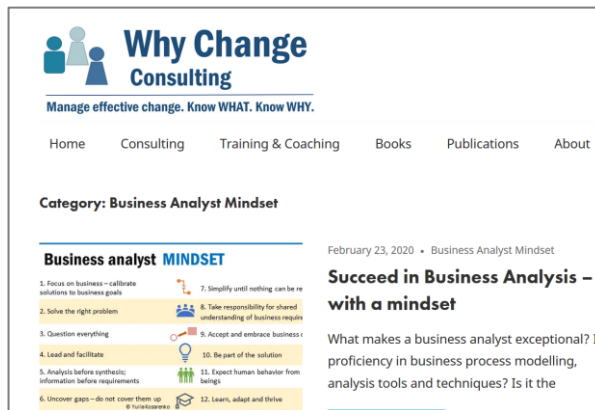 Why Change
Consulting
Manage effective change. Know WHAT. Know WHY.
Home Consulting Training & Coaching Books Publications About
Category: Business Analyst Mindset
Business analyst MINDSET
1. Focus on business – calibrate
solutions to business goals
2. Solve the right problem
3. Question everything
4. Lead and facilitate
5. Analysis before synthesis;
information before requirements
6. Uncover gaps – do not cover them up
© YuliaKosarenko
7. Simplify until nothing can be re
8. Take responsibility for shared
understanding of business require
9. Accept and embrace business c
10. Be part of the solution
11. Expect human behavior from
beings
12. Learn, adapt and thrive
February 23, 2020 • Business Analyst Mindset
Succeed in Business Analysis –
with a mindset
What makes a business analyst exceptional? I
proficiency in business process modelling,
analysis tools and techniques? Is it the